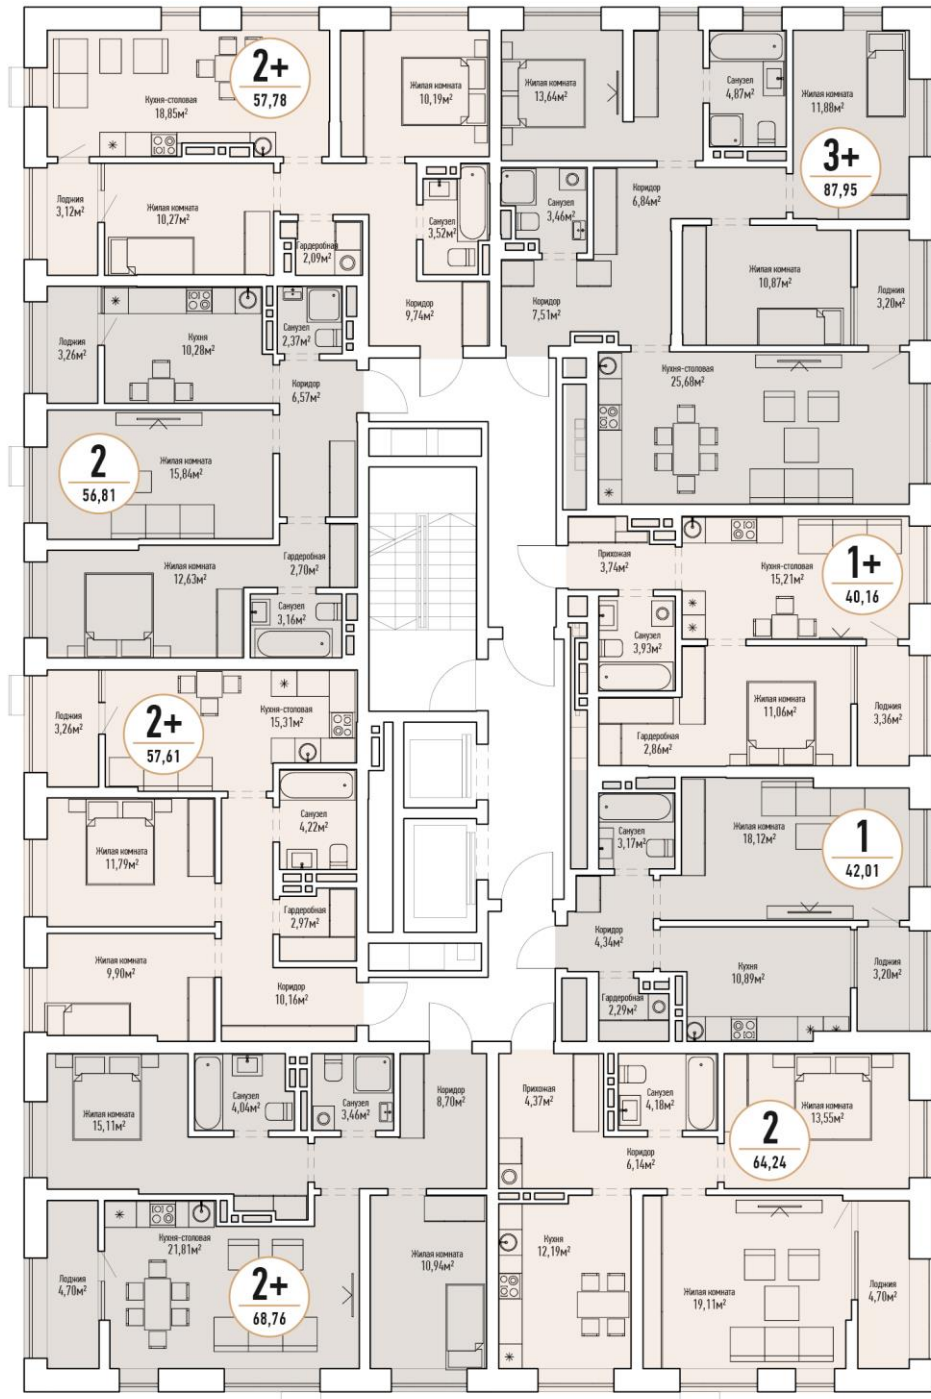 2+
57,78
Кухня-столовая
18,85м²
Жилая комната
10,19м²
Лоджия
3,12м²
Жилая комната
10,27м²
Гардеробная
2,09м²
Санузел
3,52м²
Коридор
9,74м²
3+
87,95
Жилая комната
13,64м²
Санузел
4,87м²
Жилая комната
11,88м²
Санузел
3,46м²
Коридор
6,84м²
Коридор
7,51м²
Жилая комната
10,87м²
Лоджия
3,20м²
Кухня-столовая
25,68м²
2
56,81
Лоджия
3,26м²
Кухня
10,28м²
Санузел
2,37м²
Коридор
6,57м²
Жилая комната
15,84м²
Жилая комната
12,63м²
Гардеробная
2,70м²
Санузел
3,16м²
1+
40,16
Прихожая
3,74м²
Кухня-столовая
15,21м²
Санузел
3,93м²
Гардеробная
2,86м²
Жилая комната
11,06м²
Лоджия
3,36м²
2+
57,61
Лоджия
3,26м²
Кухня-столовая
15,31м²
Санузел
4,22м²
Жилая комната
11,79м²
Гардеробная
2,97м²
Жилая комната
9,90м²
Коридор
10,16м²
1
42,01
Санузел
3,17м²
Жилая комната
18,12м²
Коридор
4,34м²
Кухня
10,89м²
Лоджия
3,20м²
Гардеробная
2,29м²
2+
68,76
Жилая комната
15,11м²
Санузел
4,04м²
Санузел
3,46м²
Коридор
8,70м²
Лоджия
4,70м²
Кухня-столовая
21,81м²
Жилая комната
10,94м²
2
64,24
Прихожая
4,37м²
Санузел
4,18м²
Жилая комната
13,55м²
Коридор
6,14м²
Кухня
12,19м²
Жилая комната
19,11м²
Лоджия
4,70м²